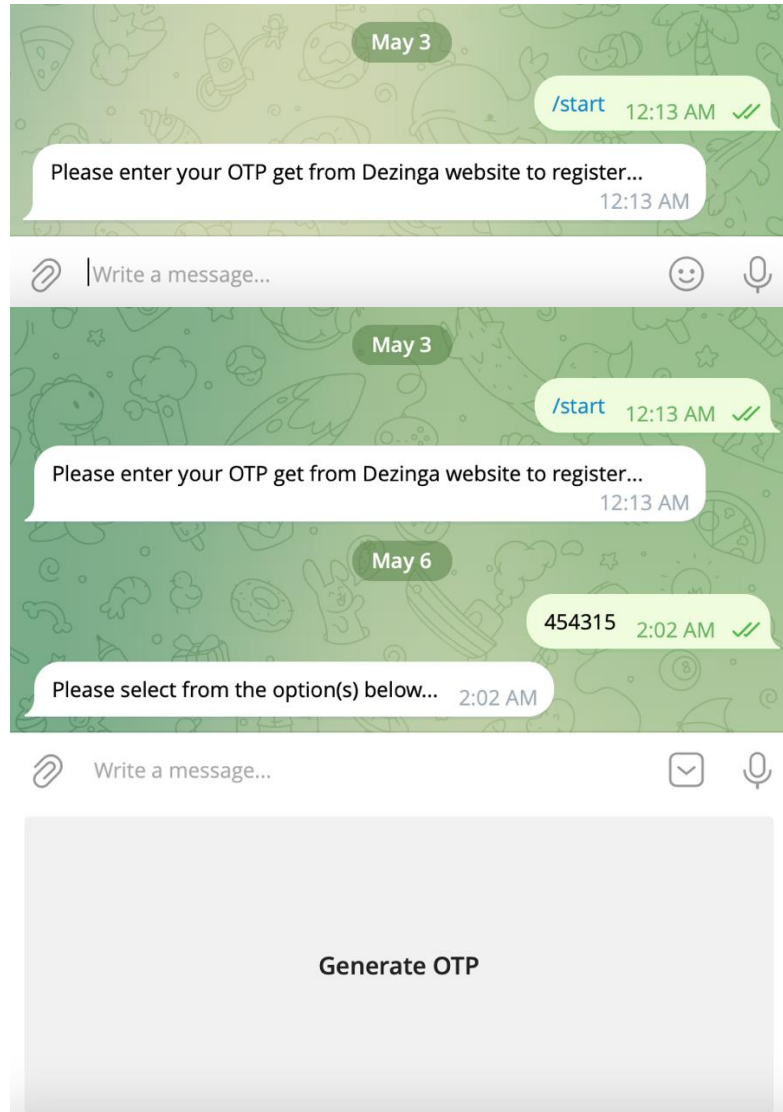 May 3
/start 12:13 AM
Please enter your OTP get from Dezinga website to register...
12:13 AM
Write a message...
May 3
/start 12:13 AM
Please enter your OTP get from Dezinga website to register...
12:13 AM
May 6
454315 2:02 AM
Please select from the option(s) below... 2:02 AM
Write a message...
Generate OTP